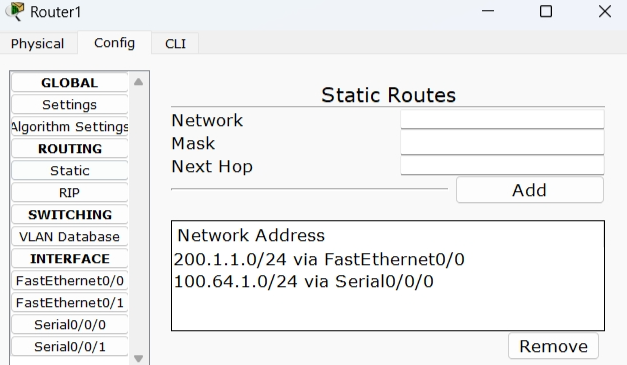 Router1
Physical Config CLI
GLOBAL
Settings
Algorithm Settings
ROUTING
Static
RIP
SWITCHING
VLAN Database
INTERFACE
FastEthernet0/0
FastEthernet0/1
Serial0/0/0
Serial0/0/1
Static Routes
Network
Mask
Next Hop
Add
Network Address
200.1.1.0/24 via FastEthernet0/0
100.64.1.0/24 via Serial0/0/0
Remove